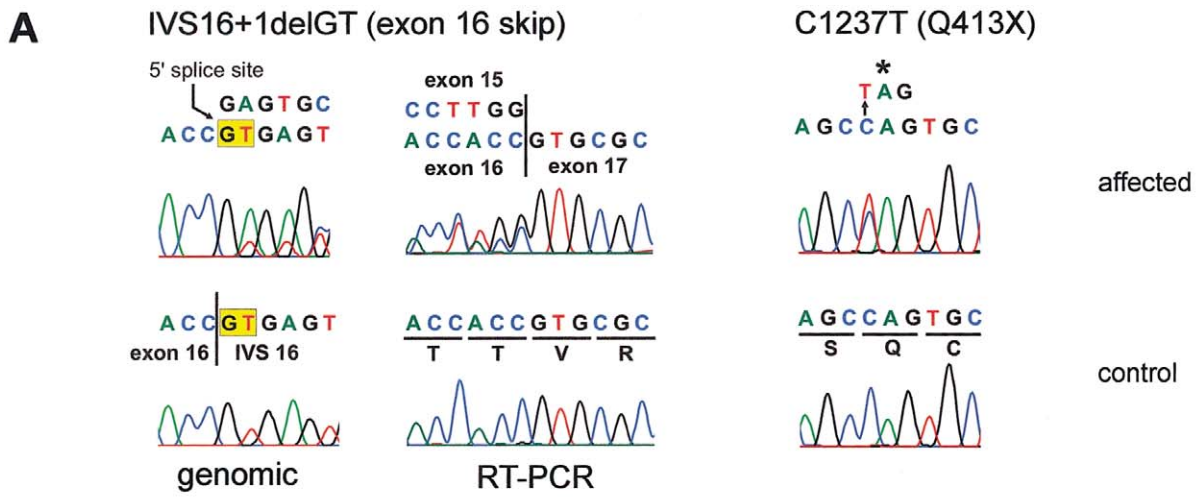 A
IVS16+1delGT (exon 16 skip)
C1237T (Q413X)
5' splice site
GAGTGC
ACCGTGAGT
exon 15
CCTTGG
ACCACCGTGCGC
exon 16 exon 17
*
TAG
AGCCAGTGC
affected
ACCGTGAGT
exon 16 IVS 16
ACCACCGTGCGC
T T V R
AGCCAGTGC
S Q C
control
genomic
RT-PCR